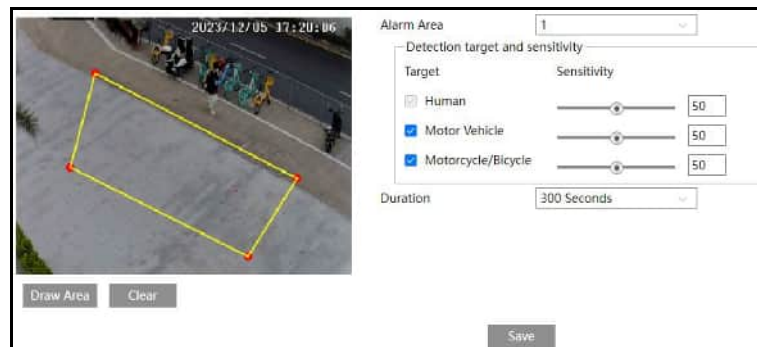 2023/12/05 17:20:06
Alarm Area 1
Detection target and sensitivity
Target Sensitivity
Human 50
Motor Vehicle 50
Motorcycle/Bicycle 50
Duration 300 Seconds
Draw Area Clear
Save